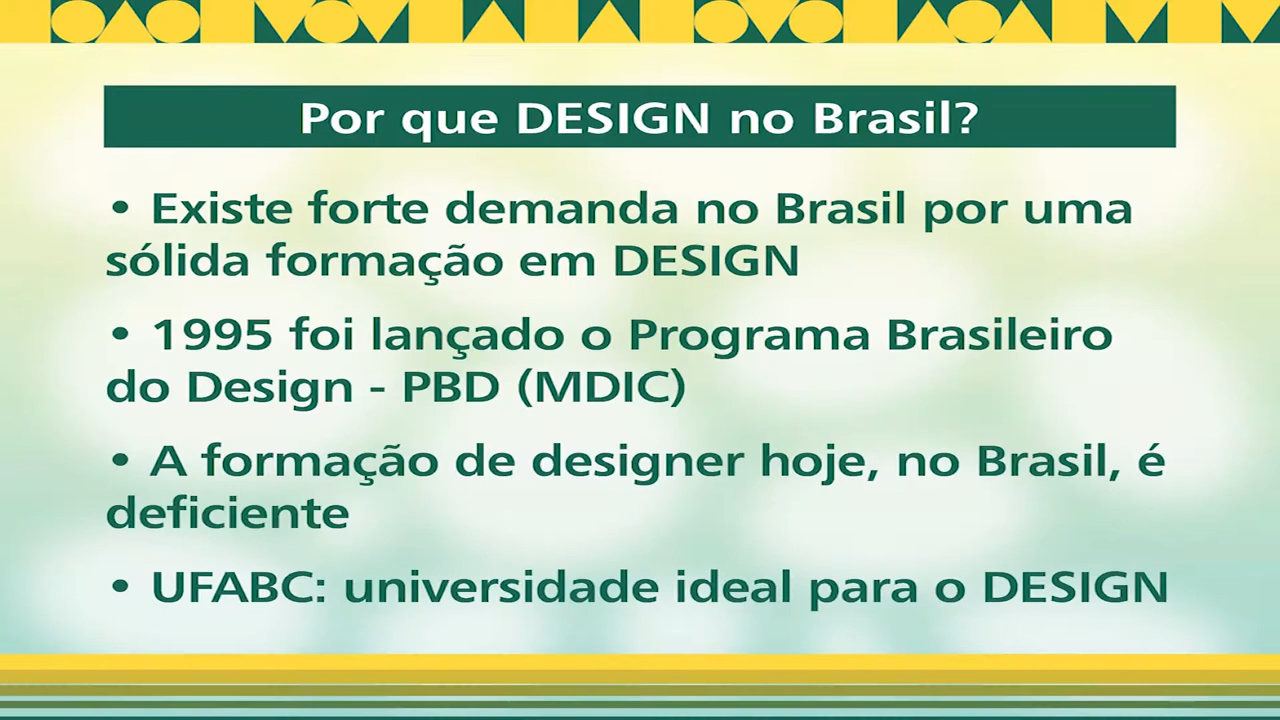 Por que DESIGN no Brasil?
• Existe forte demanda no Brasil por uma
sólida formação em DESIGN
• 1995 foi lançado o Programa Brasileiro
do Design - PBD (MDIC)
• A formação de designer hoje, no Brasil, é
deficiente
• UFABC: universidade ideal para o DESIGN